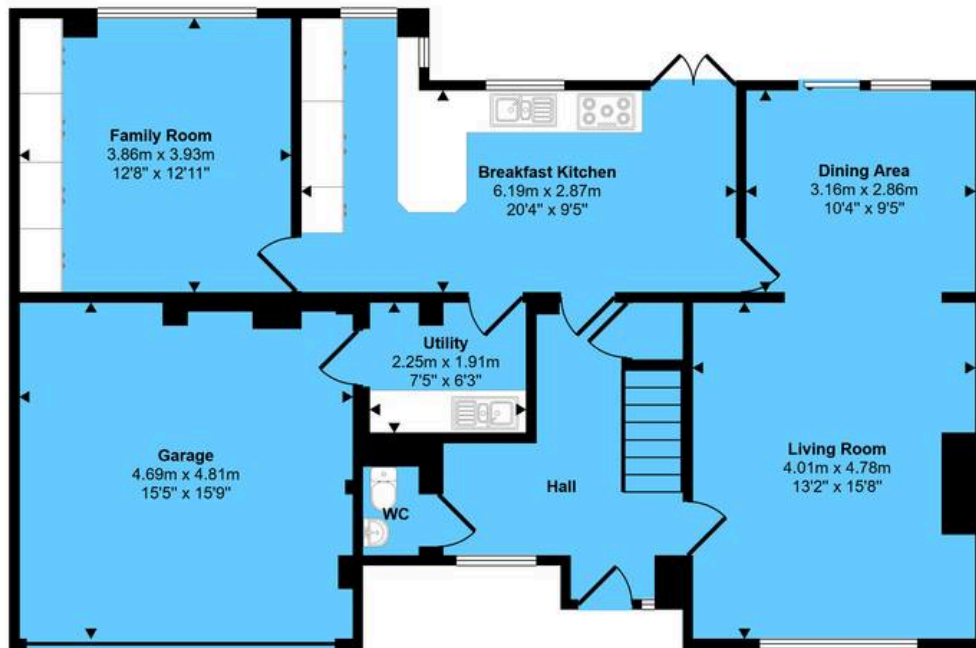 Family Room
3.86m x 3.93m
12'8" x 12'11"
Breakfast Kitchen
6.19m x 2.87m
20'4" x 9'5"
Dining Area
3.16m x 2.86m
10'4" x 9'5"
Utility
2.25m x 1.91m
7'5" x 6'3"
Garage
4.69m x 4.81m
15'5" x 15'9"
WC
Hall
Living Room
4.01m x 4.78m
13'2" x 15'8"